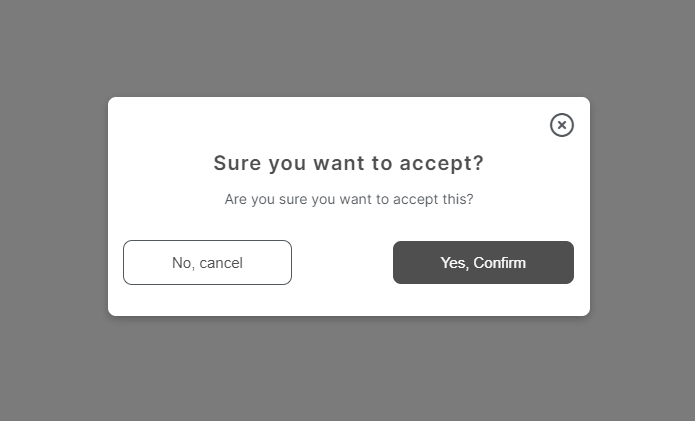 Sure you want to accept?
Are you sure you want to accept this?
No, cancel
Yes, Confirm